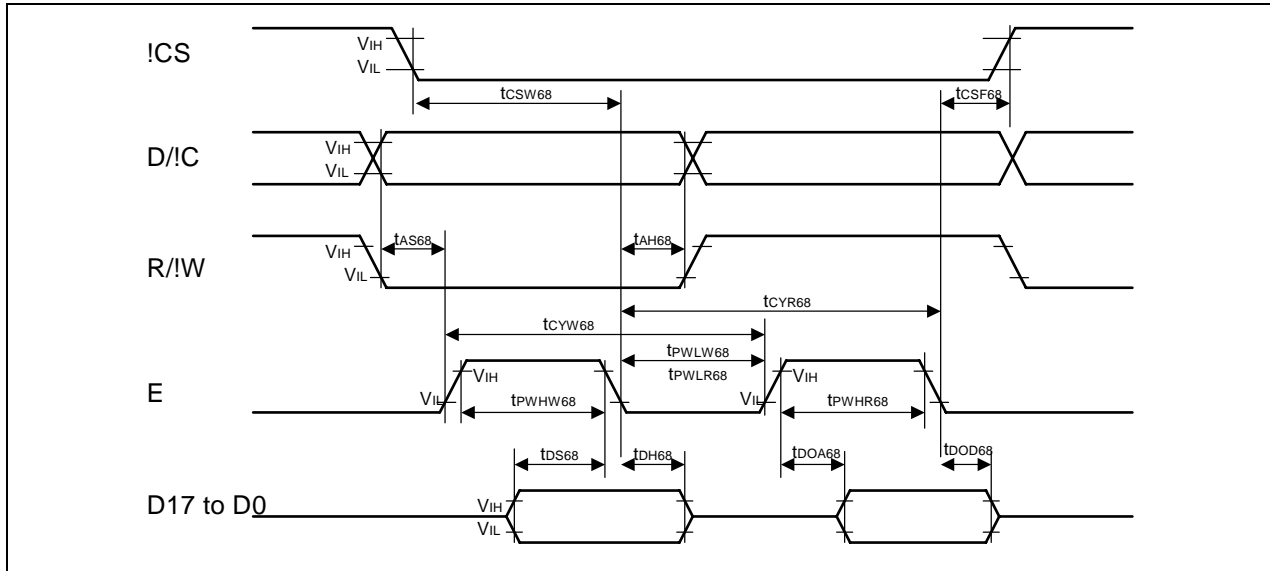 !CS
VIH
VIL
tCSW68
tCSF68
D/!C
VIH
VIL
R/!W
tAS68
tAH68
VIH
VIL
tCYR68
tCYW68
tPWLW68
tPWLR68
E
VIH
VIL
tPWHW68
VIH
VIL
tPWHR68
tDS68
tDH68
tDOA68
tDOD68
D17 to D0
VIH
VIL